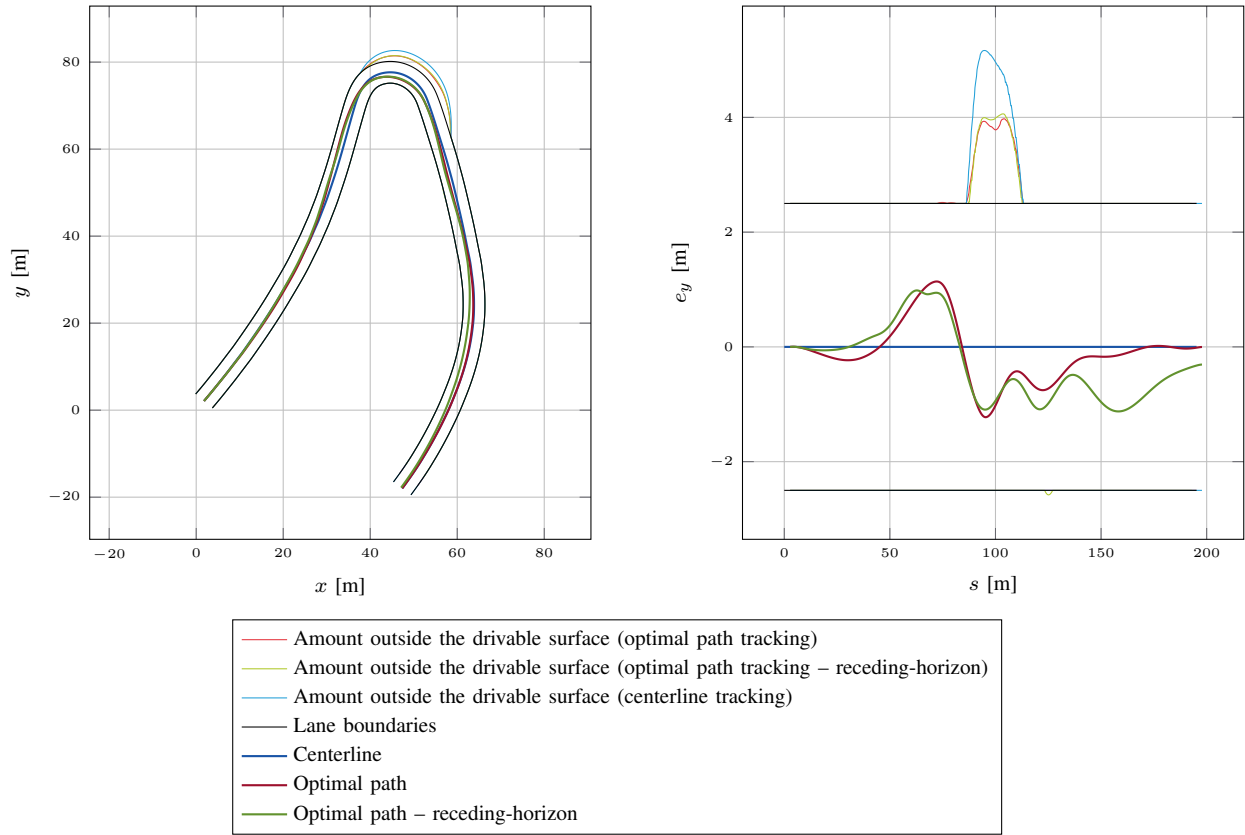 80
60
40
20
0
−20
−20
0
20
40
60
80
x [m]
y [m]
4
2
0
−2
0
50
100
150
200
s [m]
e_y [m]
Amount outside the drivable surface (optimal path tracking)
Amount outside the drivable surface (optimal path tracking – receding-horizon)
Amount outside the drivable surface (centerline tracking)
Lane boundaries
Centerline
Optimal path
Optimal path – receding-horizon